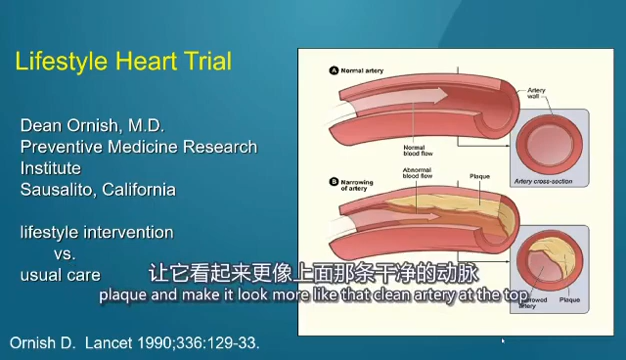 Lifestyle Heart Trial
Dean Ornish, M.D.
Preventive Medicine Research
Institute
Sausalito, California
lifestyle intervention
vs.
usual care
Ornish D. Lancet 1990;336:129-33.
A Normal artery
Artery
wall
Normal
blood flow
Artery cross-section
B Narrowing
of artery
Abnormal
blood flow
Plaque
artery
Plaque
让它看起来更像上面那条干净的动脉
plaque and make it look more like that clean artery at the top